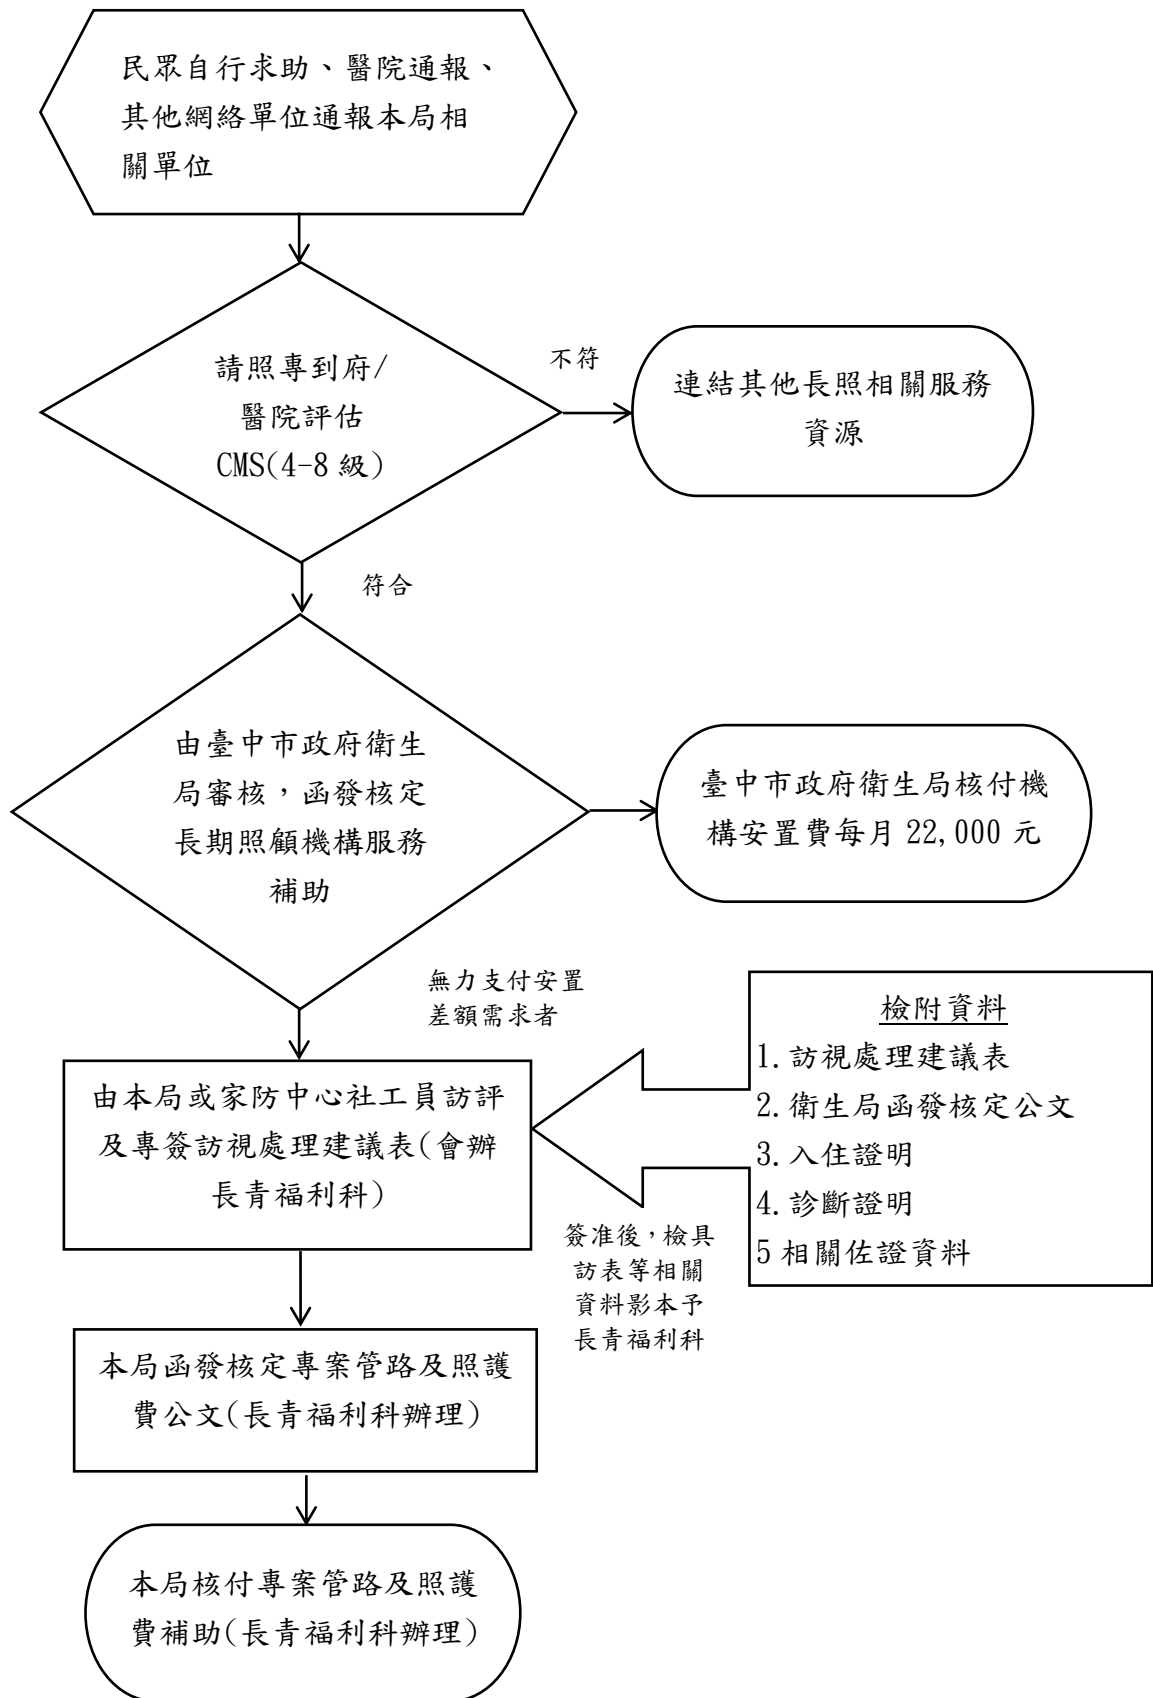 民眾自行求助、醫院通報、
其他網絡單位通報本局相
關單位
請照專到府/
醫院評估
CMS(4-8 級)
不符
連結其他長照相關服務
資源
符合
由臺中市政府衛生
局審核，函發核定
長期照顧機構服務
補助
臺中市政府衛生局核付機
構安置費每月 22,000 元
無力支付安置
差額需求者
由本局或家防中心社工員訪評
及專簽訪視處理建議表(會辦
長青福利科)
檢附資料
1.訪視處理建議表
2.衛生局函發核定公文
3.入住證明
4.診斷證明
5 相關佐證資料
簽准後，檢具
訪表等相關
資料影本予
長青福利科
本局函發核定專案管路及照護
費公文(長青福利科辦理)
本局核付專案管路及照護
費補助(長青福利科辦理)